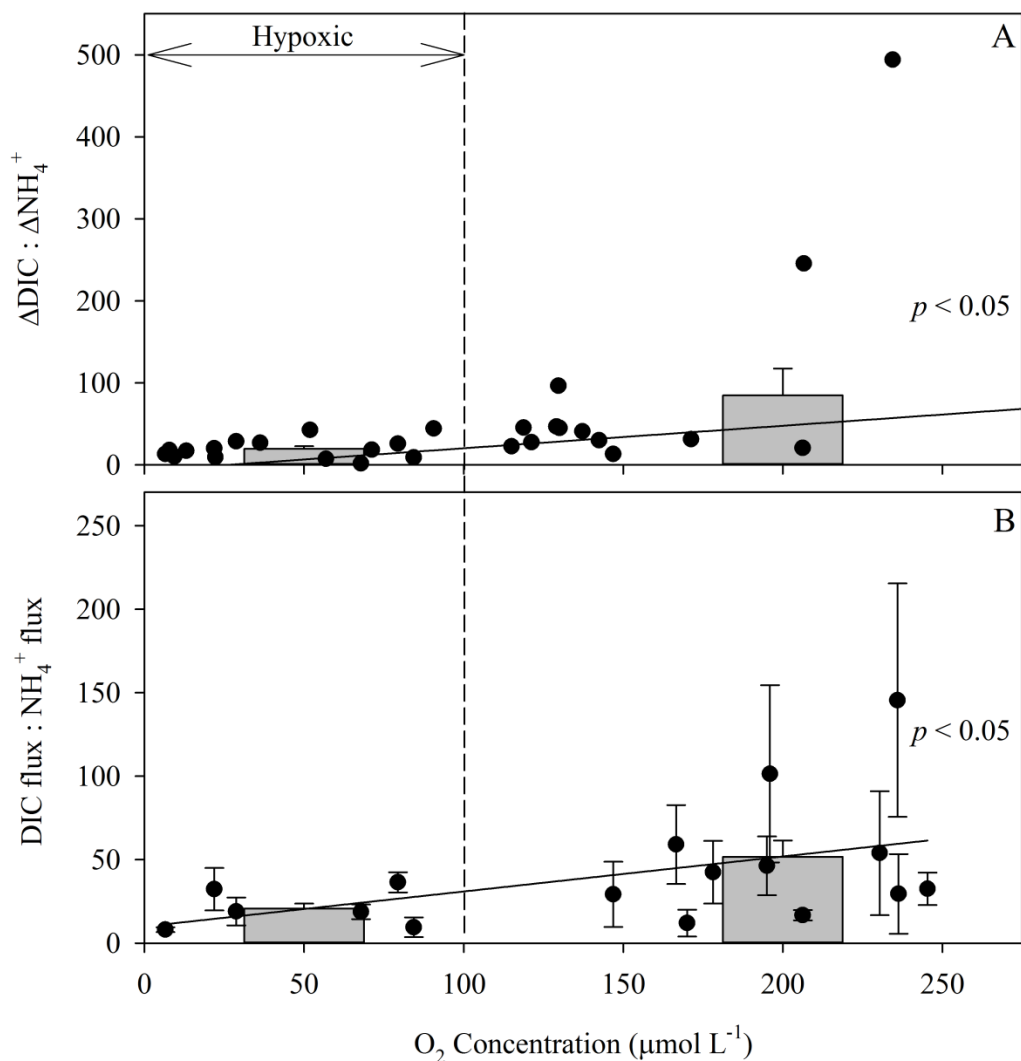 Hypoxic
A
500
400
300
200
100
0
ΔDIC : ΔNH₄⁺
p < 0.05
B
250
200
150
100
50
0
DIC flux : NH₄⁺ flux
p < 0.05
0 50 100 150 200 250
O₂ Concentration (µmol L⁻¹)